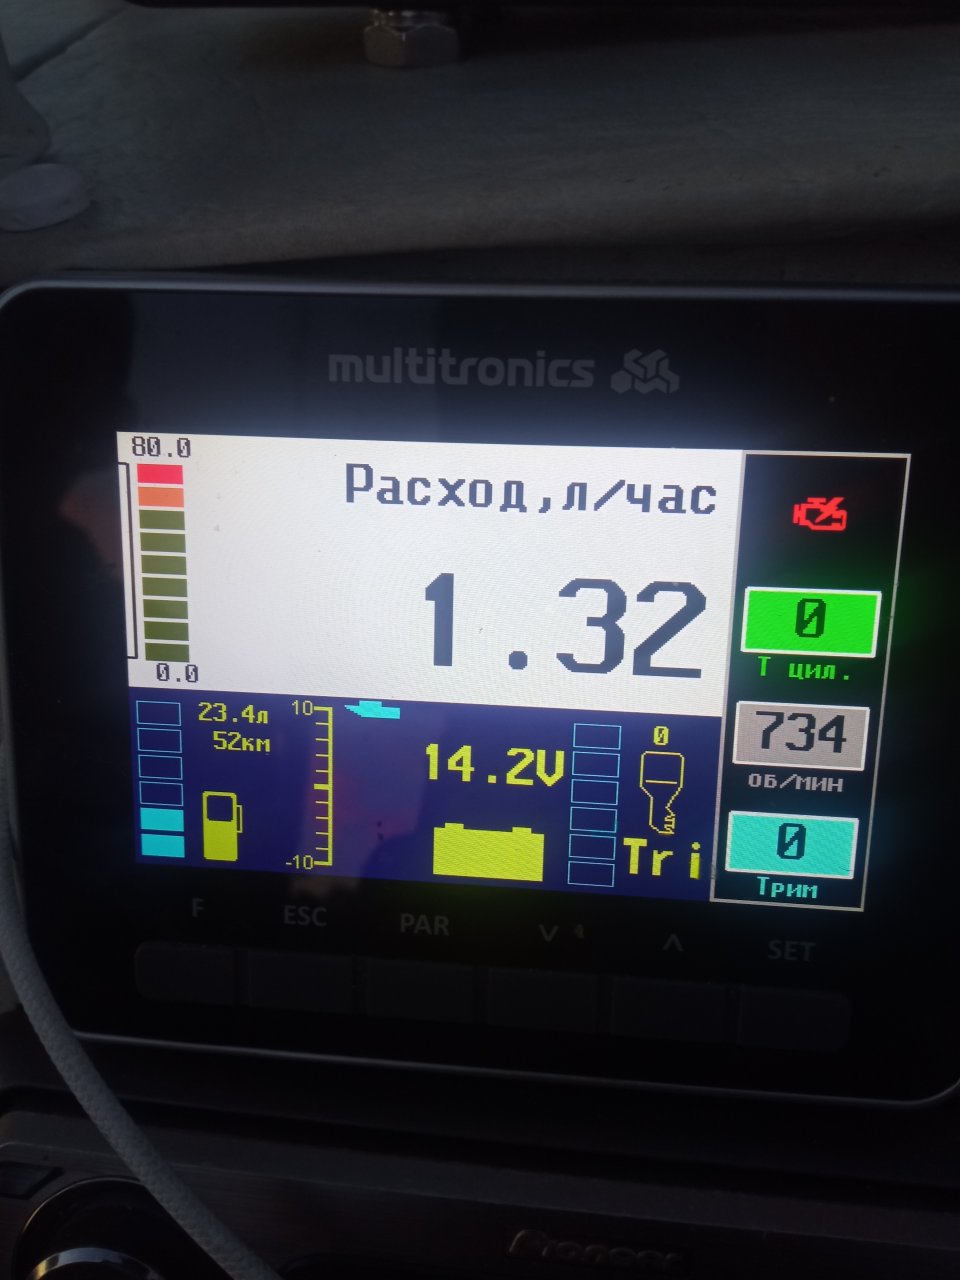 multitronics
80.0
Расход,л/час
1.32
0.0
0
Т цил.
734
об/мин
0
Трим
23.4л
52км
10
-10
14.2V
0
Tri
F
ESC
PAR
SET
Pioneer